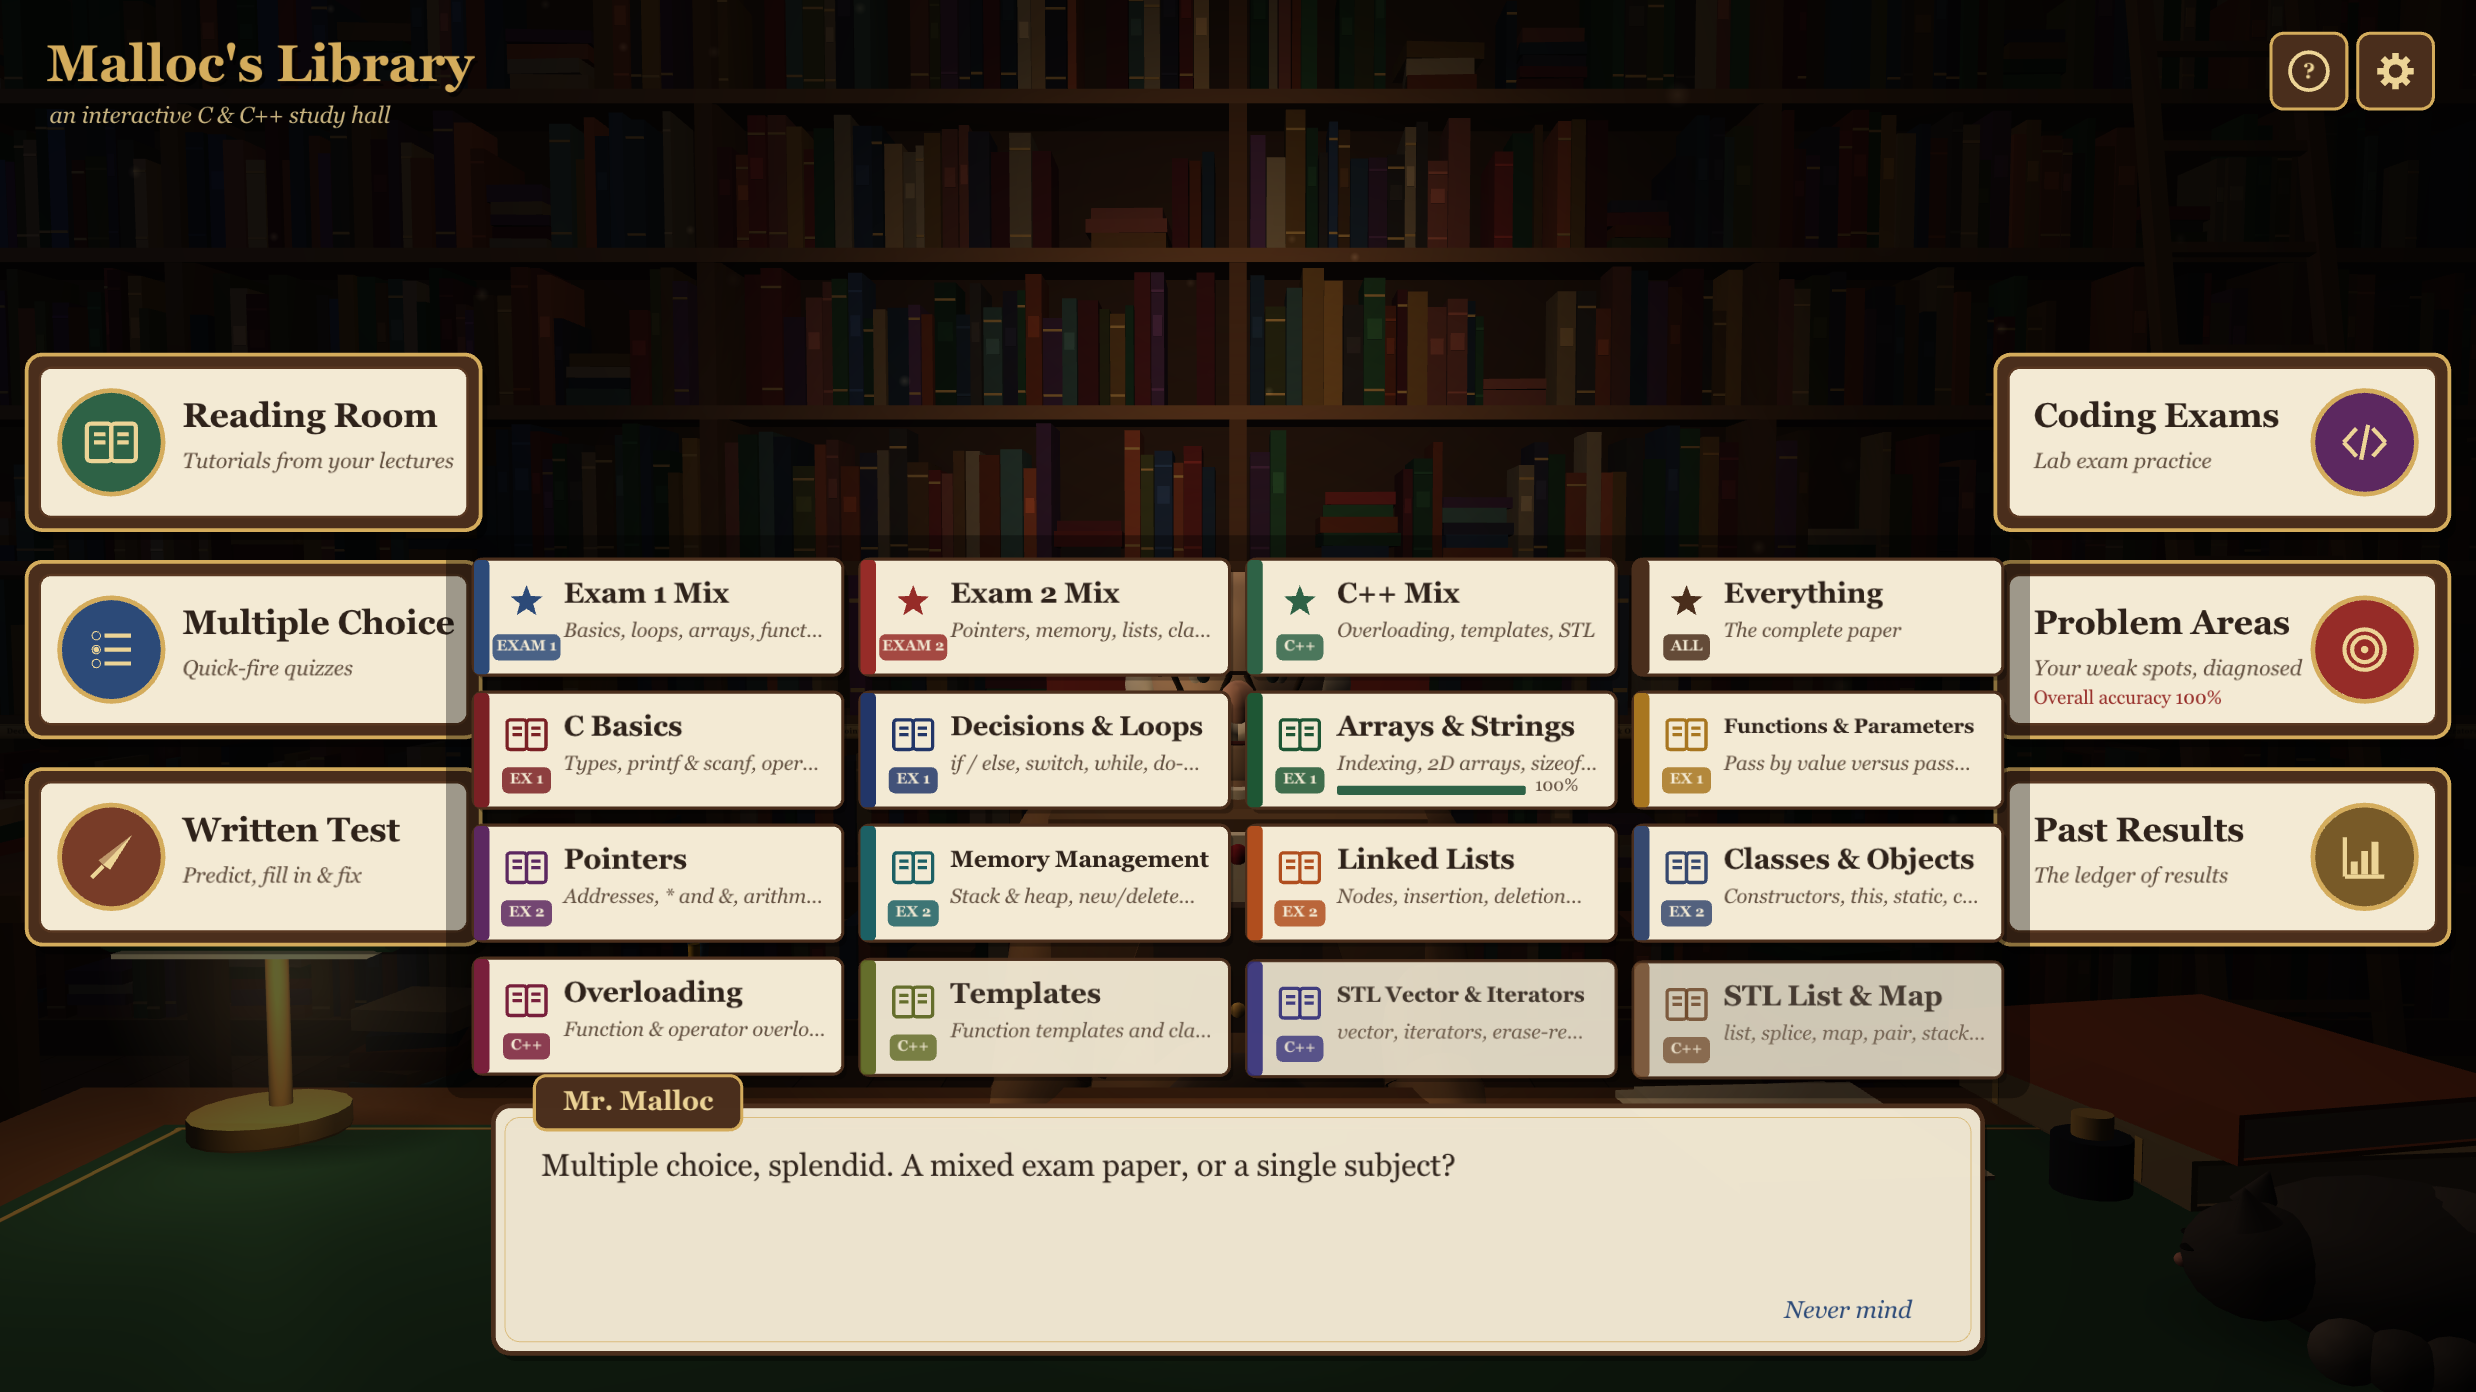 Malloc's Library
an interactive C & C++ study hall
?
Reading Room
Tutorials from your lectures
Coding Exams
Lab exam practice
Multiple Choice
Quick-fire quizzes
Exam 1 Mix
Basics, loops, arrays, funct...
EXAM 1
Exam 2 Mix
Pointers, memory, lists, cla...
EXAM 2
C++ Mix
Overloading, templates, STL
C++
Everything
The complete paper
ALL
Problem Areas
Your weak spots, diagnosed
Overall accuracy 100%
C Basics
Types, printf & scanf, oper...
EX 1
Decisions & Loops
if / else, switch, while, do-...
EX 1
Arrays & Strings
Indexing, 2D arrays, sizeof...
EX 1
100%
Functions & Parameters
Pass by value versus pass...
EX 1
Written Test
Predict, fill in & fix
Pointers
Addresses, * and &, arithm...
EX 2
Memory Management
Stack & heap, new/delete...
EX 2
Linked Lists
Nodes, insertion, deletion...
EX 2
Classes & Objects
Constructors, this, static, c...
EX 2
Past Results
The ledger of results
Overloading
Function & operator overlo...
C++
Templates
Function templates and cla...
C++
STL Vector & Iterators
vector, iterators, erase-re...
C++
STL List & Map
list, splice, map, pair, stack...
C++
Mr. Malloc
Multiple choice, splendid. A mixed exam paper, or a single subject?
Never mind